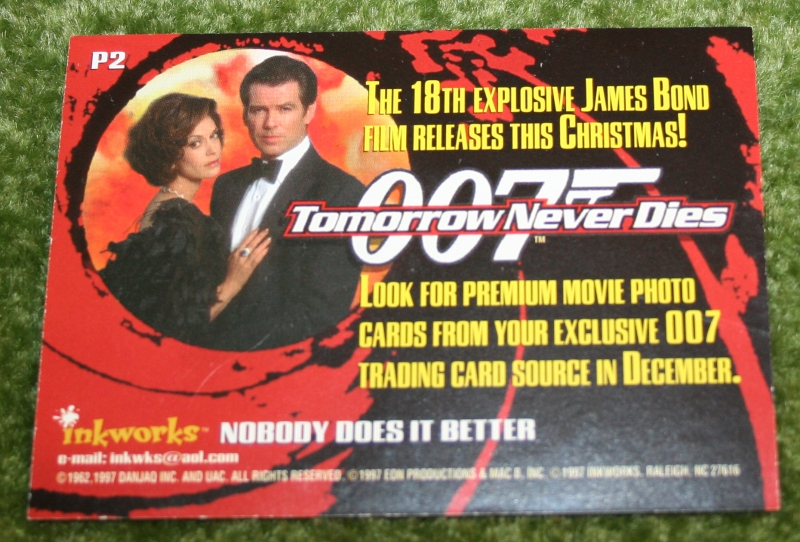 P2
THE 18TH EXPLOSIVE JAMES BOND
FILM RELEASES THIS CHRISTMAS!
007
TOMORROW NEVER DIES
™
LOOK FOR PREMIUM MOVIE PHOTO
CARDS FROM YOUR EXCLUSIVE 007
TRADING CARD SOURCE IN DECEMBER.
inkworks™ NOBODY DOES IT BETTER
e-mail: inkwks@aol.com
©1962,1997 DANJAQ INC. AND UAC. ALL RIGHTS RESERVED. ©1997 EON PRODUCTIONS & MAC B. INC. ©1997 INKWORKS, RALEIGH, NC 27616